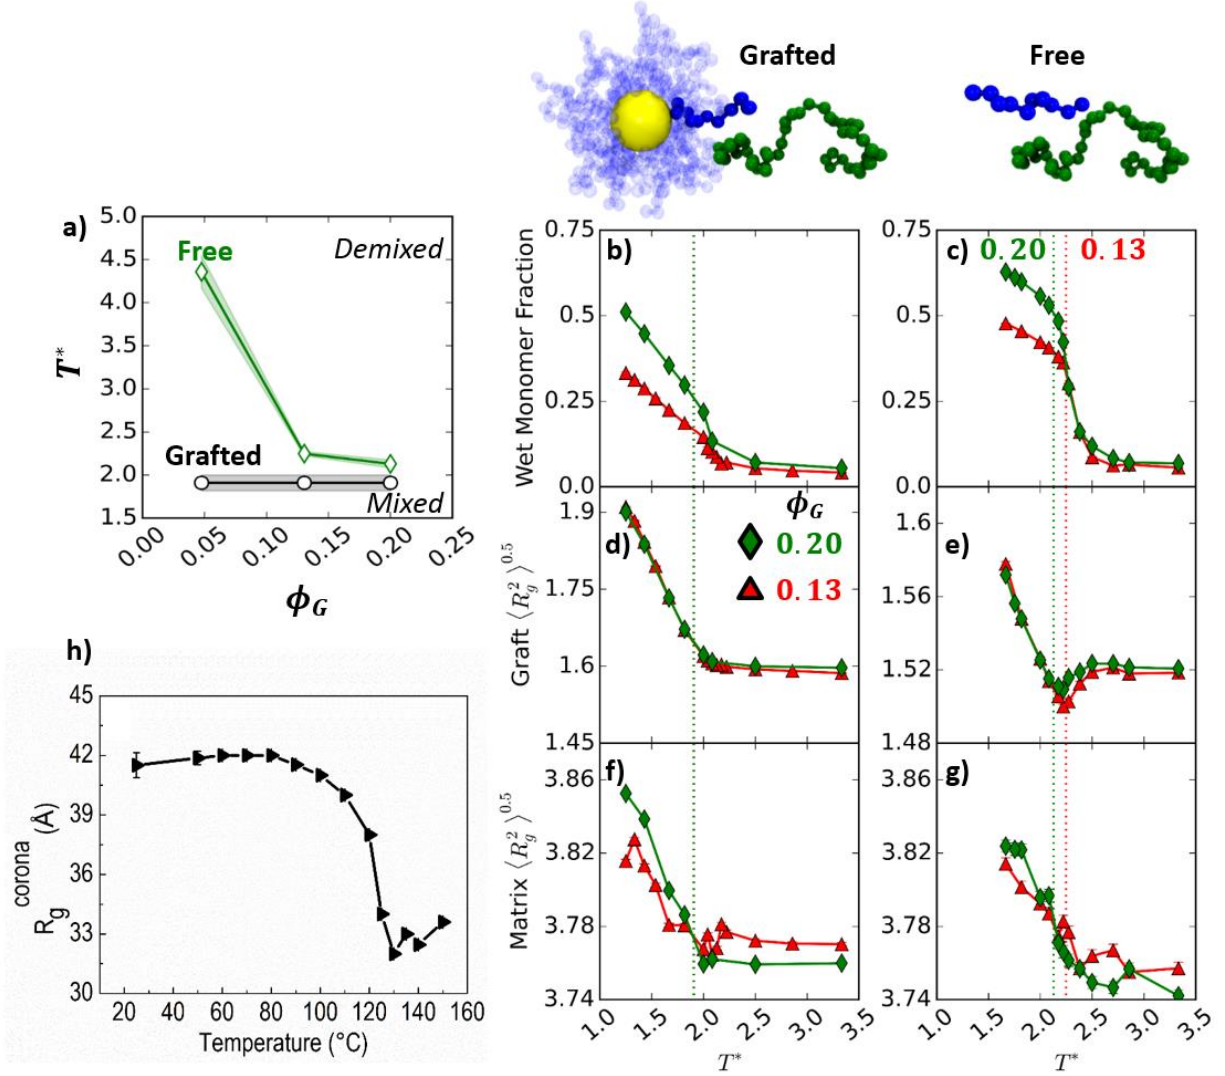 Grafted
Free
a)
5.0
4.5
4.0
3.5
3.0
2.5
2.0
1.5
T*
Free
Demixed
Grafted
Mixed
0.00
0.05
0.10
0.15
0.20
0.25
ϕG
b)
0.75
0.5
0.25
0.0
Wet Monomer Fraction
c)
0.20
0.13
0.75
0.5
0.25
0.0
d)
1.9
1.75
1.6
1.45
Graft ⟨R_g^2⟩^0.5
ϕG
0.20
0.13
e)
1.6
1.56
1.52
1.48
f)
3.86
3.82
3.78
3.74
Matrix ⟨R_g^2⟩^0.5
1.0
1.5
2.0
2.5
3.0
3.5
T*
g)
3.86
3.82
3.78
3.74
1.0
1.5
2.0
2.5
3.0
3.5
T*
h)
45
42
39
36
33
30
Rg corona (Å)
20
40
60
80
100
120
140
160
Temperature (°C)